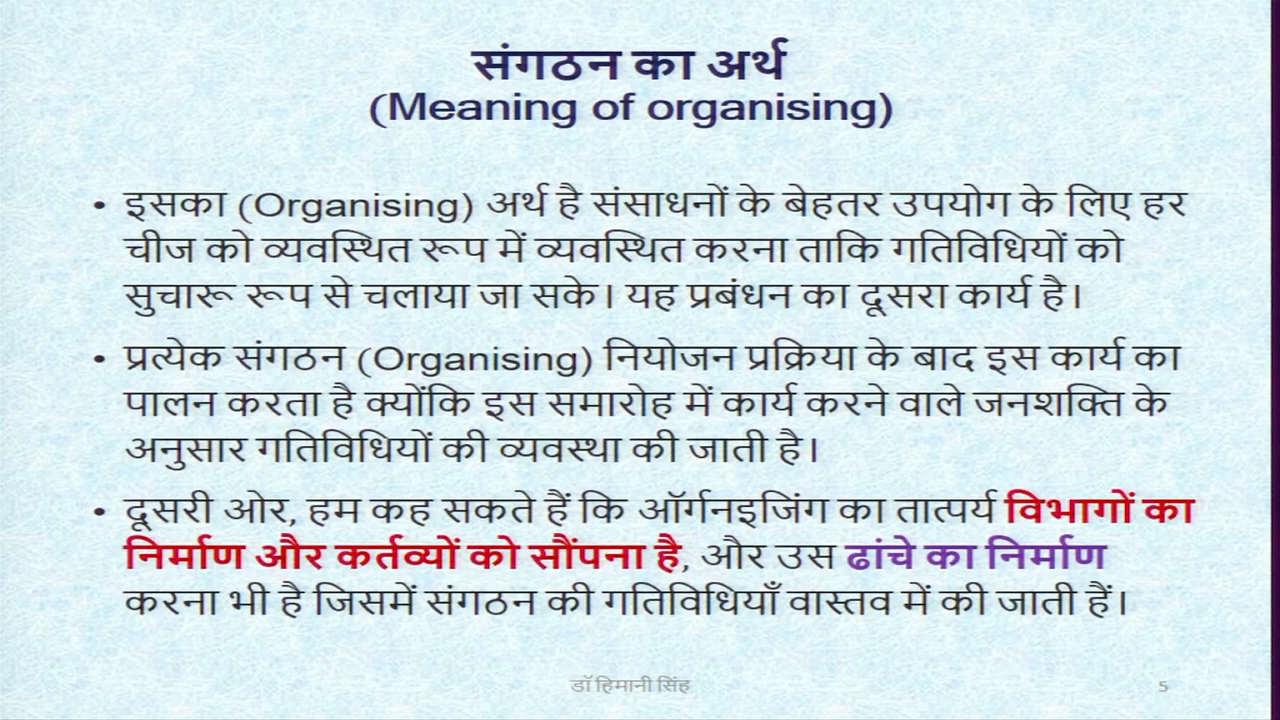 संगठन का अर्थ
(Meaning of organising)
• इसका (Organising) अर्थ है संसाधनों के बेहतर उपयोग के लिए हर
चीज को व्यवस्थित रूप में व्यवस्थित करना ताकि गतिविधियों को
सुचारू रूप से चलाया जा सके। यह प्रबंधन का दूसरा कार्य है।
• प्रत्येक संगठन (Organising) नियोजन प्रक्रिया के बाद इस कार्य का
पालन करता है क्योंकि इस समारोह में कार्य करने वाले जनशक्ति के
अनुसार गतिविधियों की व्यवस्था की जाती है।
• दूसरी ओर, हम कह सकते हैं कि ऑर्गनइजिंग का तात्पर्य विभागों का
निर्माण और कर्तव्यों को सौंपना है, और उस ढांचे का निर्माण
करना भी है जिसमें संगठन की गतिविधियाँ वास्तव में की जाती हैं।
डॉ हिमानी सिंह
5